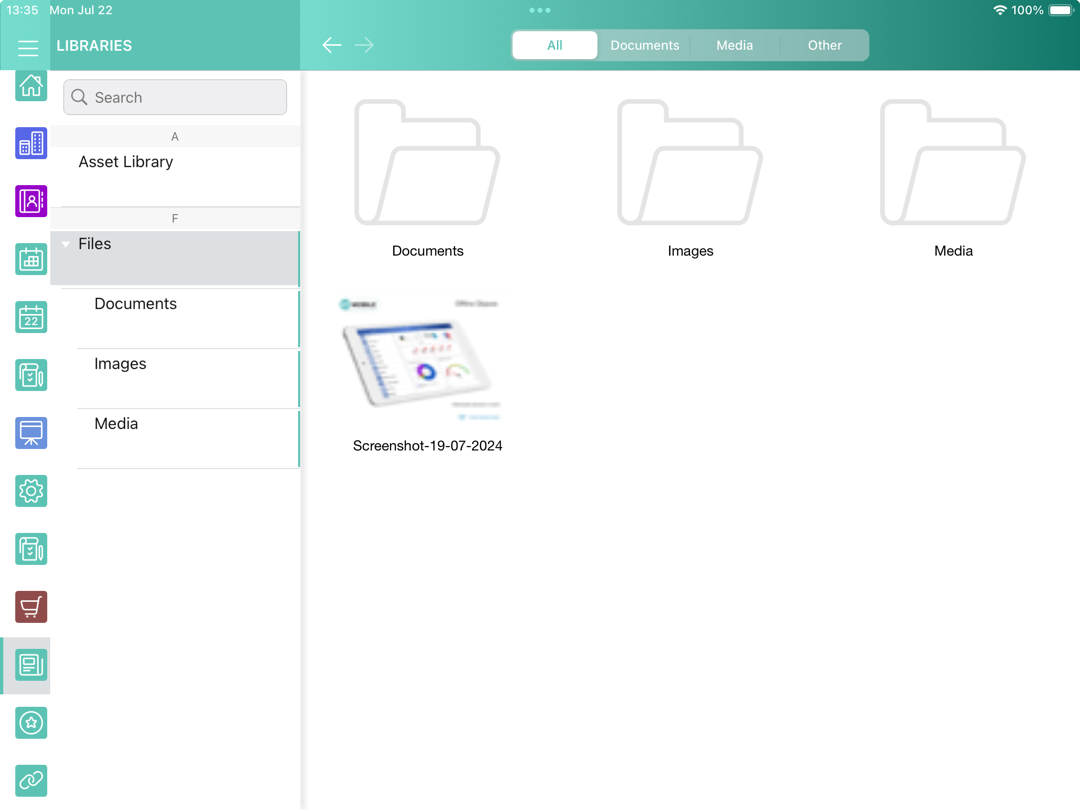 13:35 Mon Jul 22
100%
LIBRARIES
All Documents Media Other
Search
A
Asset Library
F
Files
Documents
Images
Media
22
Documents Images Media
MOBILE
Screenshot-19-07-2024